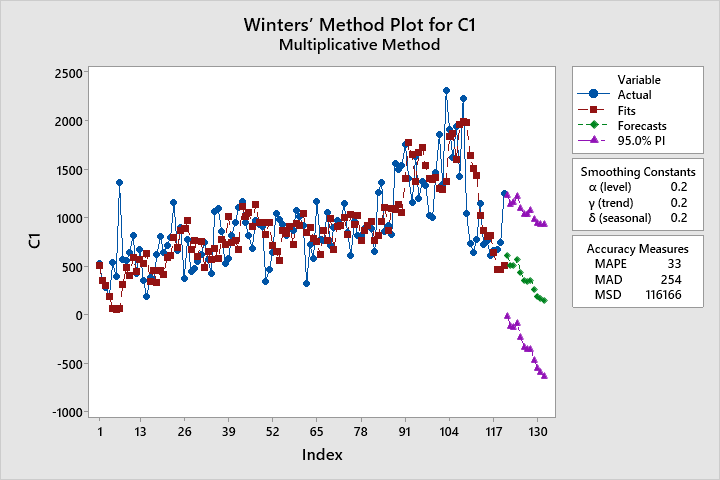 Winters’ Method Plot for C1
Multiplicative Method
C1
2500
2000
1500
1000
500
0
-500
-1000
1 13 26 39 52 65 78 91 104 117 130
Index
Variable
Actual
Fits
Forecasts
95.0% PI
Smoothing Constants
α (level) 0.2
γ (trend) 0.2
δ (seasonal) 0.2
Accuracy Measures
MAPE 33
MAD 254
MSD 116166